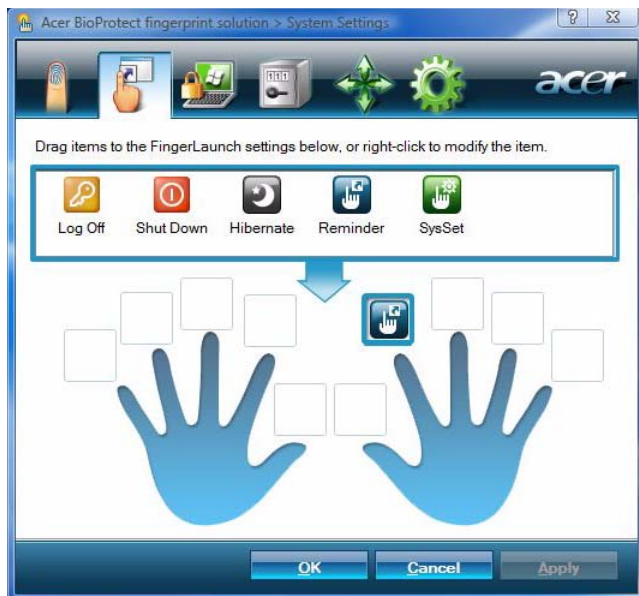 Acer BioProtect fingerprint solution > System Settings
acer
Drag items to the FingerLaunch settings below, or right-click to modify the item.
Log Off Shut Down Hibernate Reminder SysSet
OK Cancel Apply